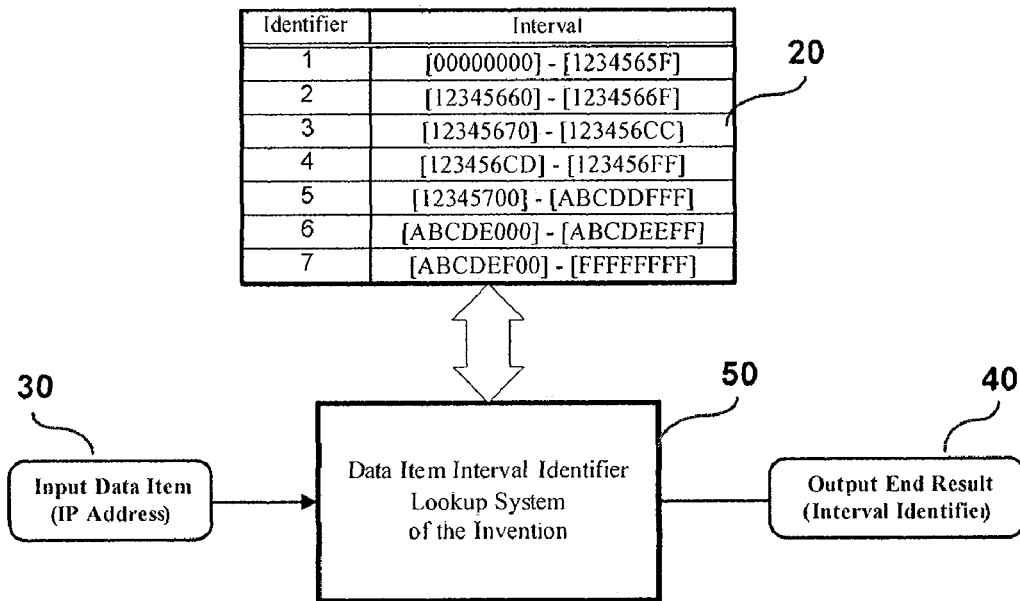 Identifier Interval
1 [00000000] - [1234565F]
2 [12345660] - [1234566F]
3 [12345670] - [123456CC]
4 [123456CD] - [123456FF]
5 [12345700] - [ABCDDFFF]
6 [ABCDE000] - [ABCDEEFF]
7 [ABCDEF00] - [FFFFFFFF]
20
30
50
40
Input Data Item
(IP Address)
Data Item Interval Identifier
Lookup System
of the Invention
Output End Result
(Interval Identifier)